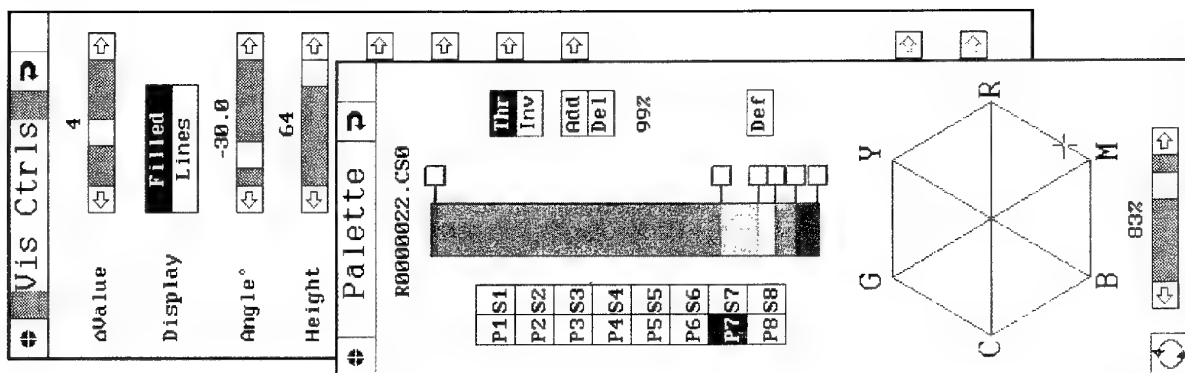 Vis Ctrls
ΔValue
4
Display
Filled
Lines
Angle°
-30.0
Height
64
Palette
R0000022.CS0
P1 S1
P2 S2
P3 S3
P4 S4
P5 S5
P6 S6
P7 S7
P8 S8
Thr
Inv
Add
Del
99%
Def
G
Y
C
R
B
M
83%